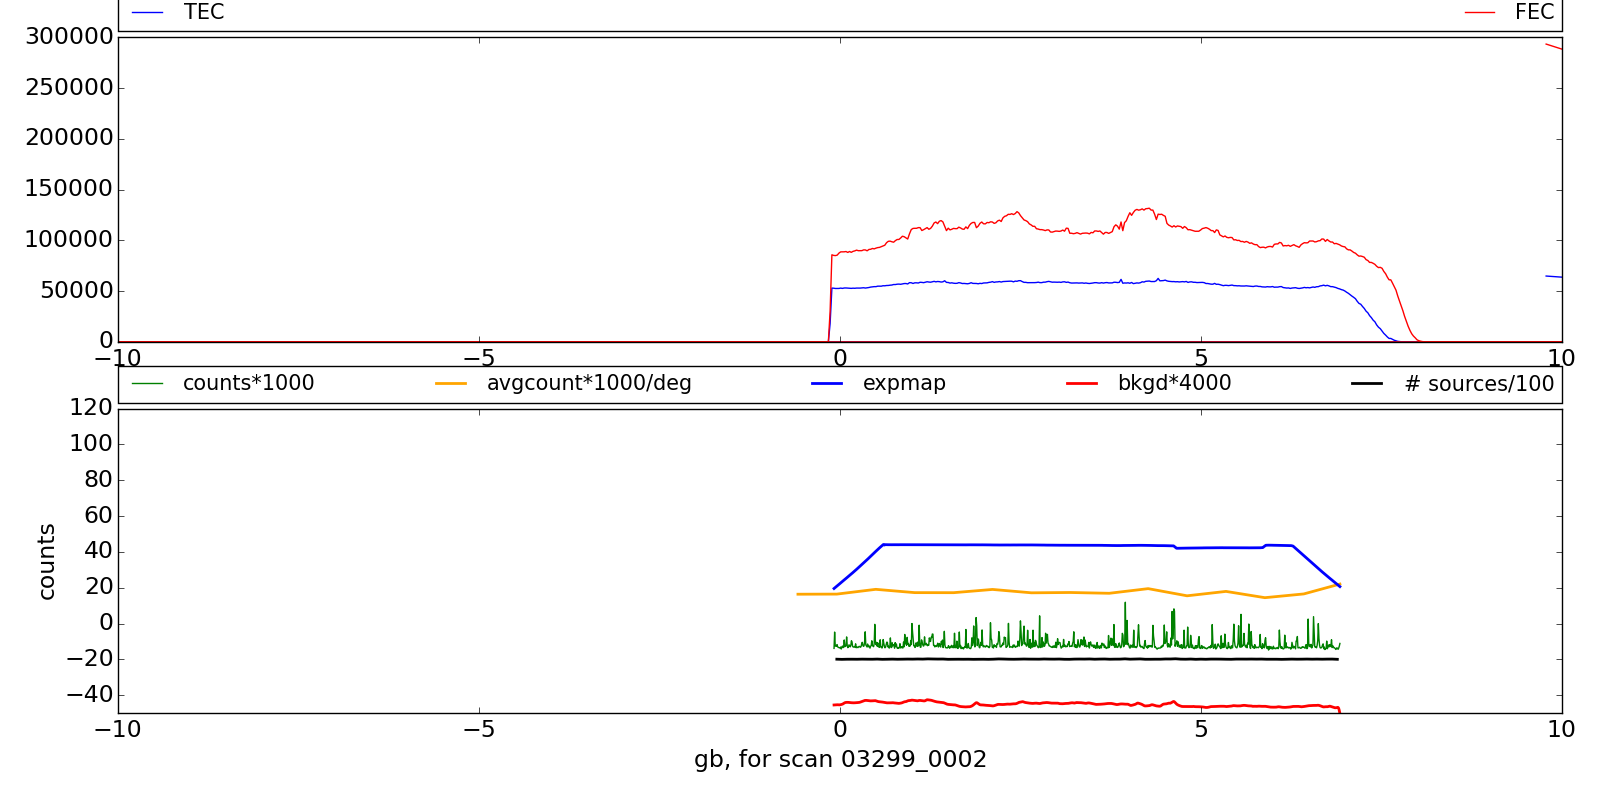 TEC FEC
300000
250000
200000
150000
100000
50000
0
−10 −5 0 5 10
counts*1000 avgcount*1000/deg expmap bkgd*4000 # sources/100
120
100
80
60
40
20
0
−20
−40
counts
−10 −5 0 5 10
gb, for scan 03299_0002